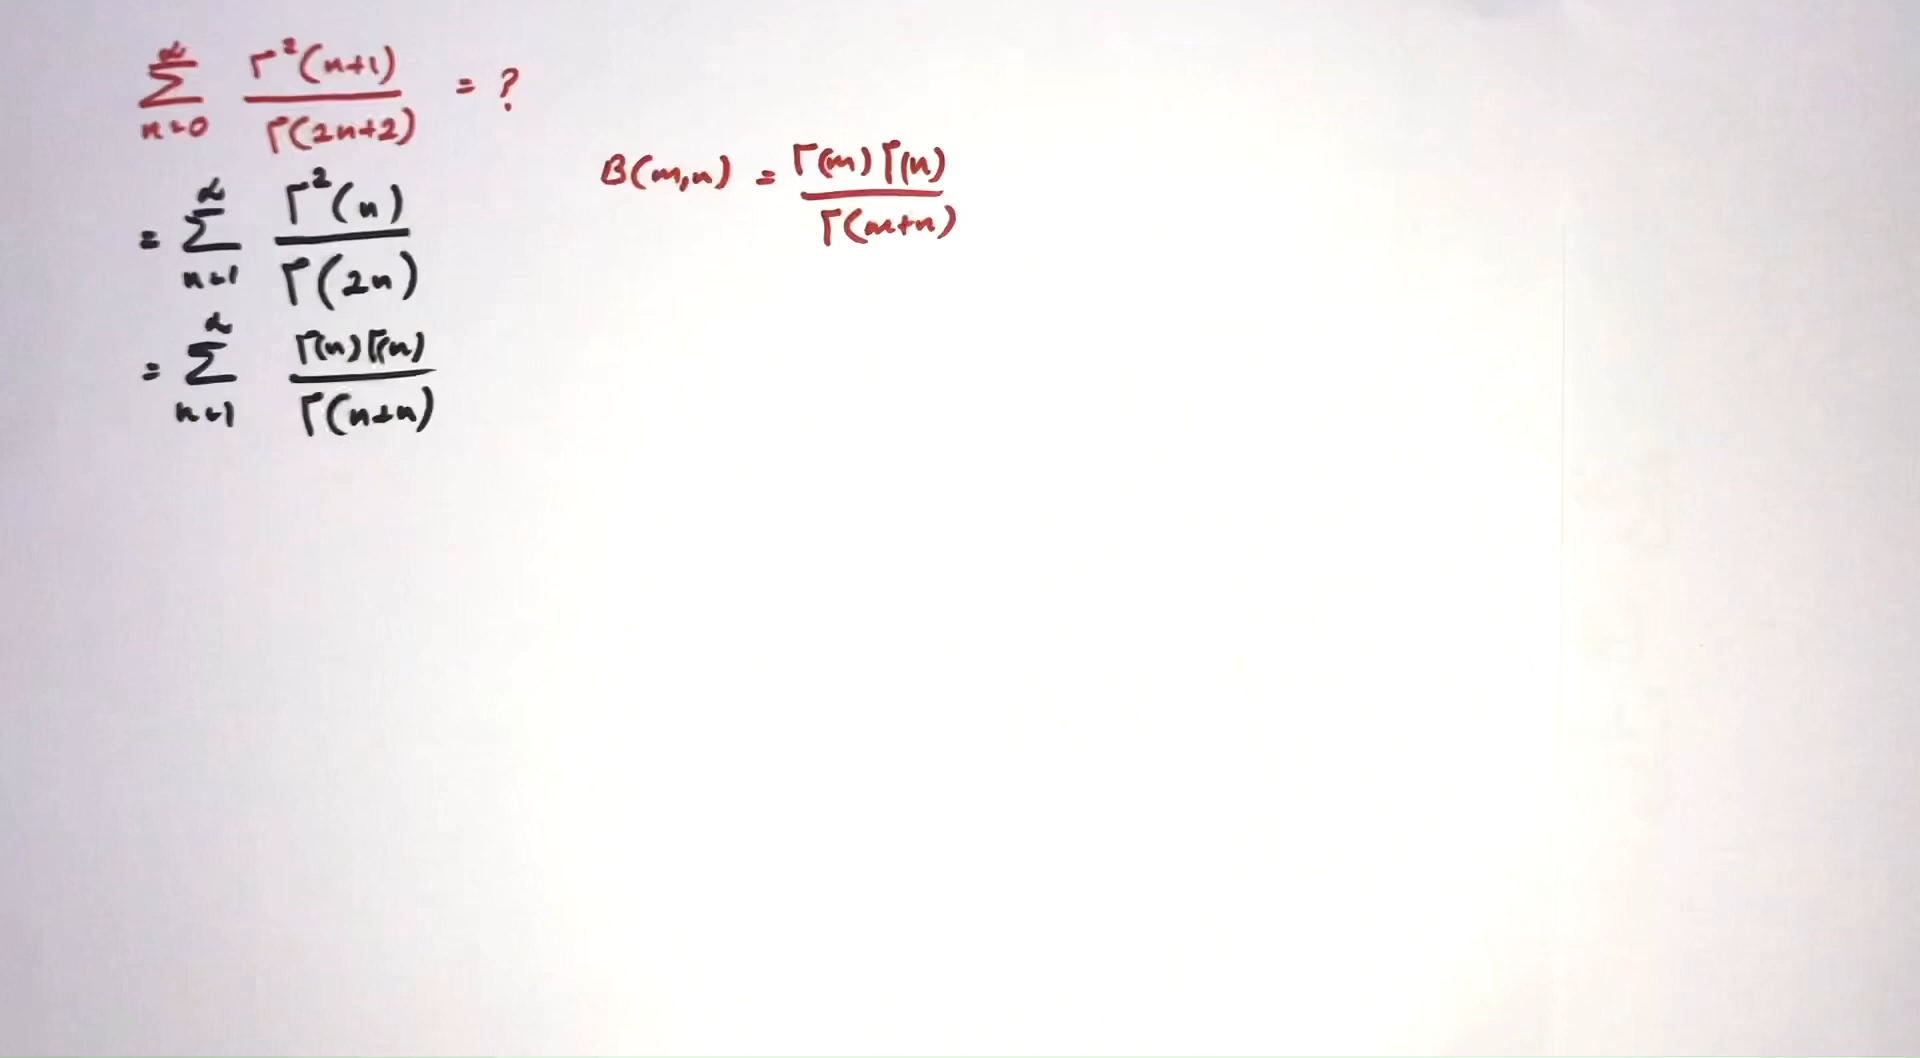 ∑_{n=0}^{∞} Γ²(n+1) / Γ(2n+2) = ?
= ∑_{n=1}^{∞} Γ²(n) / Γ(2n)
= ∑_{n=1}^{∞} Γ(n)Γ(n) / Γ(n+n)
B(m,n) = Γ(m)Γ(n) / Γ(m+n)